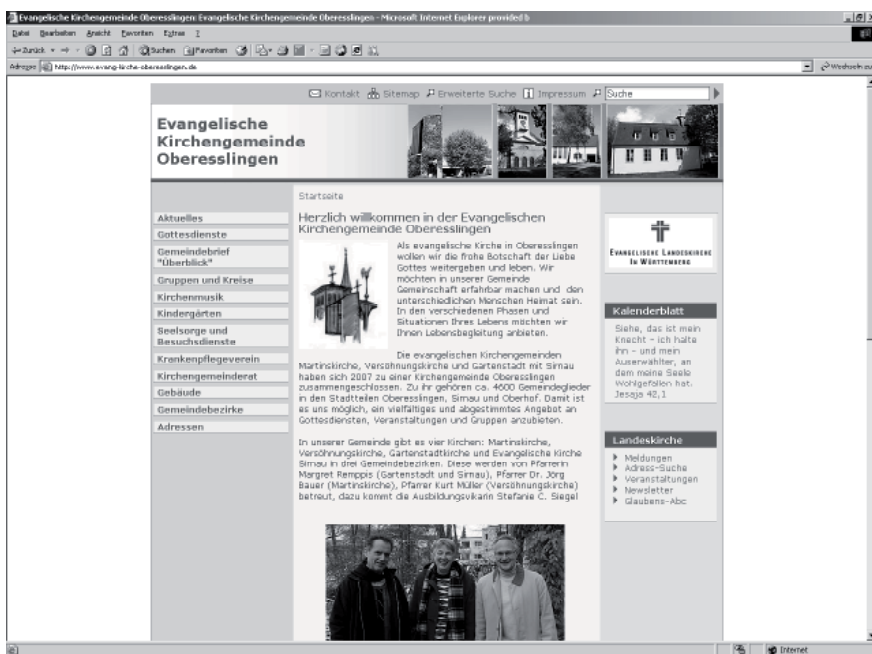 Evangelische Kirchengemeinde Oberesslingen: Evangelische Kirchengemeinde Oberesslingen - Microsoft Internet Explorer provided b
Datei Bearbeiten Ansicht Favoriten Extras ?
Zurück Suchen Favoriten
Adresse http://www.evang-kirche-oberesslingen.de Wechseln zu
Kontakt Sitemap Erweiterte Suche Impressum Suche
Evangelische
Kirchengemeinde
Oberesslingen
Startseite
Aktuelles
Gottesdienste
Gemeindebrief
"Überblick"
Gruppen und Kreise
Kirchenmusik
Kindergärten
Seelsorge und
Besuchsdienste
Krankenpflegeverein
Kirchengemeinderat
Gebäude
Gemeindebezirke
Adressen
Herzlich willkommen in der Evangelischen
Kirchengemeinde Oberesslingen
Als evangelische Kirche in Oberesslingen
wollen wir die frohe Botschaft der Liebe
Gottes weitergeben und leben. Wir
möchten in unserer Gemeinde
Gemeinschaft erfahrbar machen und den
unterschiedlichen Menschen Heimat sein.
In den verschiedenen Phasen und
Situationen Ihres Lebens möchten wir
Ihnen Lebensbegleitung anbieten.
Die evangelischen Kirchengemeinden
Martinskirche, Versöhnungskirche und Gartenstadt mit Sirnau
haben sich 2007 zu einer Kirchengemeinde Oberesslingen
zusammengeschlossen. Zu ihr gehören ca. 4600 Gemeindeglieder
in den Stadtteilen Oberesslingen, Sirnau und Oberhof. Damit ist
es uns möglich, ein vielfältiges und abgestimmtes Angebot an
Gottesdiensten, Veranstaltungen und Gruppen anzubieten.
In unserer Gemeinde gibt es vier Kirchen: Martinskirche,
Versöhnungskirche, Gartenstadtkirche und Evangelische Kirche
Sirnau in drei Gemeindebezirken. Diese werden von Pfarrerin
Margret Remppis (Gartenstadt und Sirnau), Pfarrer Dr. Jörg
Bauer (Martinskirche), Pfarrer Kurt Müller (Versöhnungskirche)
betreut, dazu kommt die Ausbildungsvikarin Stefanie C. Siegel
Evangelische Landeskirche
in Württemberg
Kalenderblatt
Siehe, das ist mein
Knecht - ich halte
ihn - und mein
Auserwählter, an
dem meine Seele
Wohlgefallen hat.
Jesaja 42,1
Landeskirche
Meldungen
Adress-Suche
Veranstaltungen
Newsletter
Glaubens-Abc
Internet